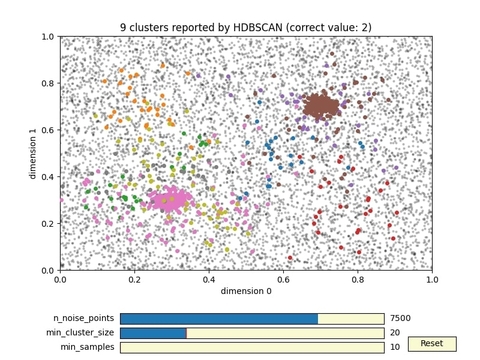 9 clusters reported by HDBSCAN (correct value: 2)
1.0
0.8
0.6
0.4
0.2
0.0
dimension 1
0.0 0.2 0.4 0.6 0.8 1.0
dimension 0
n_noise_points 7500
min_cluster_size 20
min_samples 10
Reset